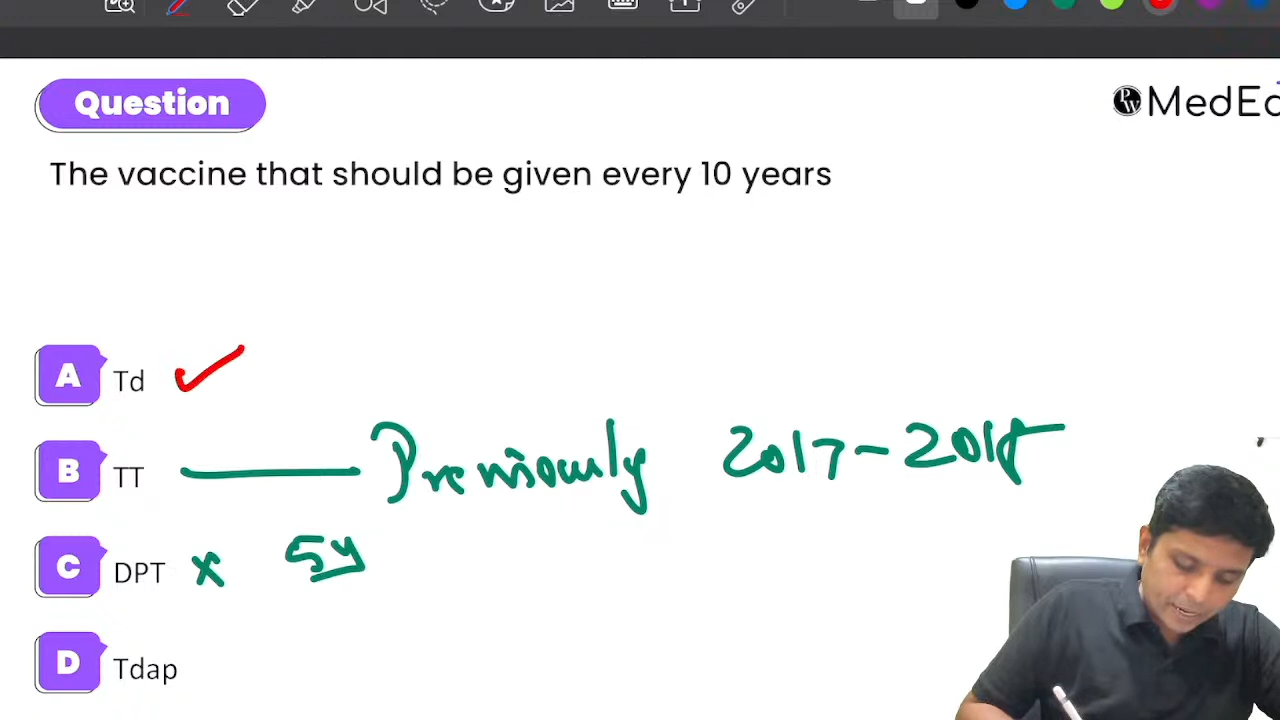 Question
PW MedEd
The vaccine that should be given every 10 years
A Td ✓
B TT — Previously 2017-2018
C DPT × 5y
D Tdap